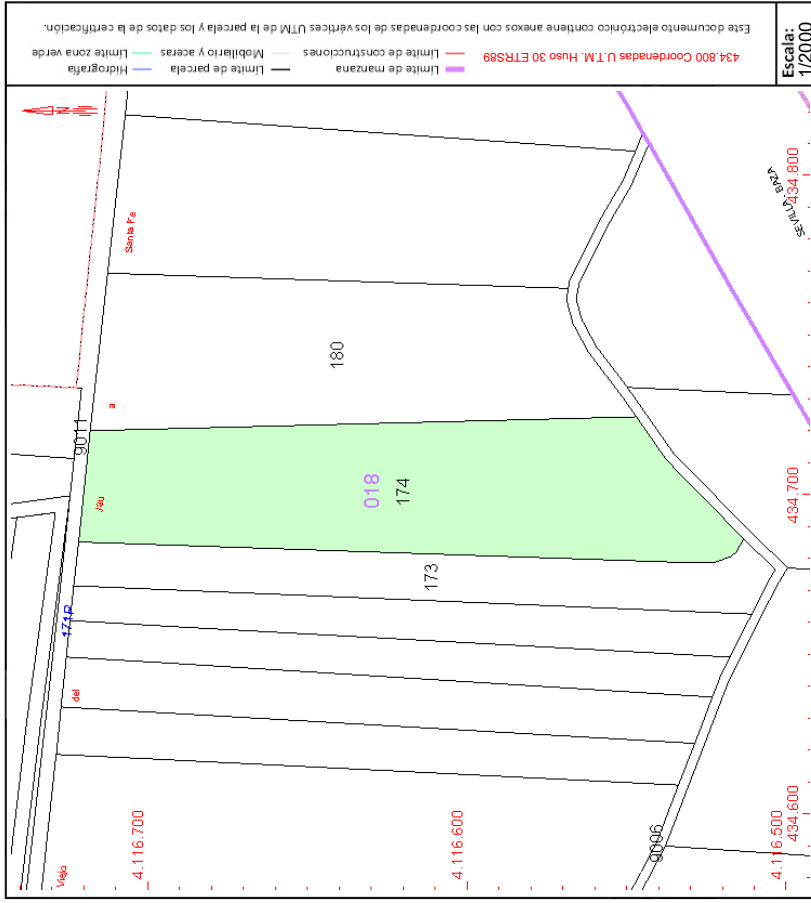 Este documento electrónico contiene anexos con las coordenadas de los vértices UTM de la parcela y los datos de la certificación.
434.800 Coordenadas U.T.M. Huso 30 ETRS89
Límite de manzana
Límite de parcela
Límite de construcciones
Mobiliario y aceras
Límite zona verde
Hidrografía
Escala:
1/2000
N
Santa Fe
434.800
SEVILLA-BAZA
180
a
9011
018
174
434.700
173
171P
del
4.116.700
4.116.600
4.116.500
434.600
9006
Viejo